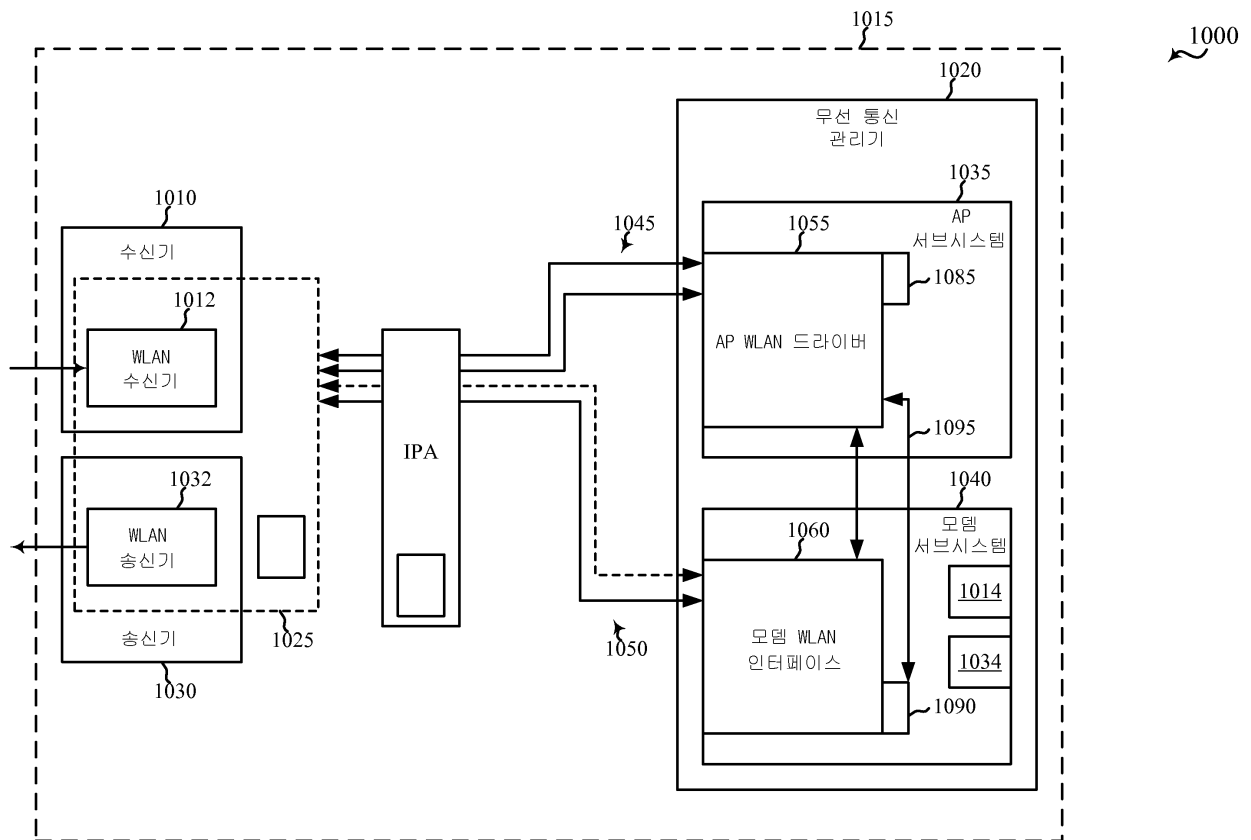 1015
1000
1020
무선 통신
관리기
1010
1035
수신기
1045
1055
AP
서브시스템
1085
1012
WLAN
수신기
AP WLAN 드라이버
IPA
1095
1032
1040
WLAN
송신기
1060
모뎀
서브시스템
1014
송신기
1025
1050
모뎀 WLAN
인터페이스
1034
1030
1090